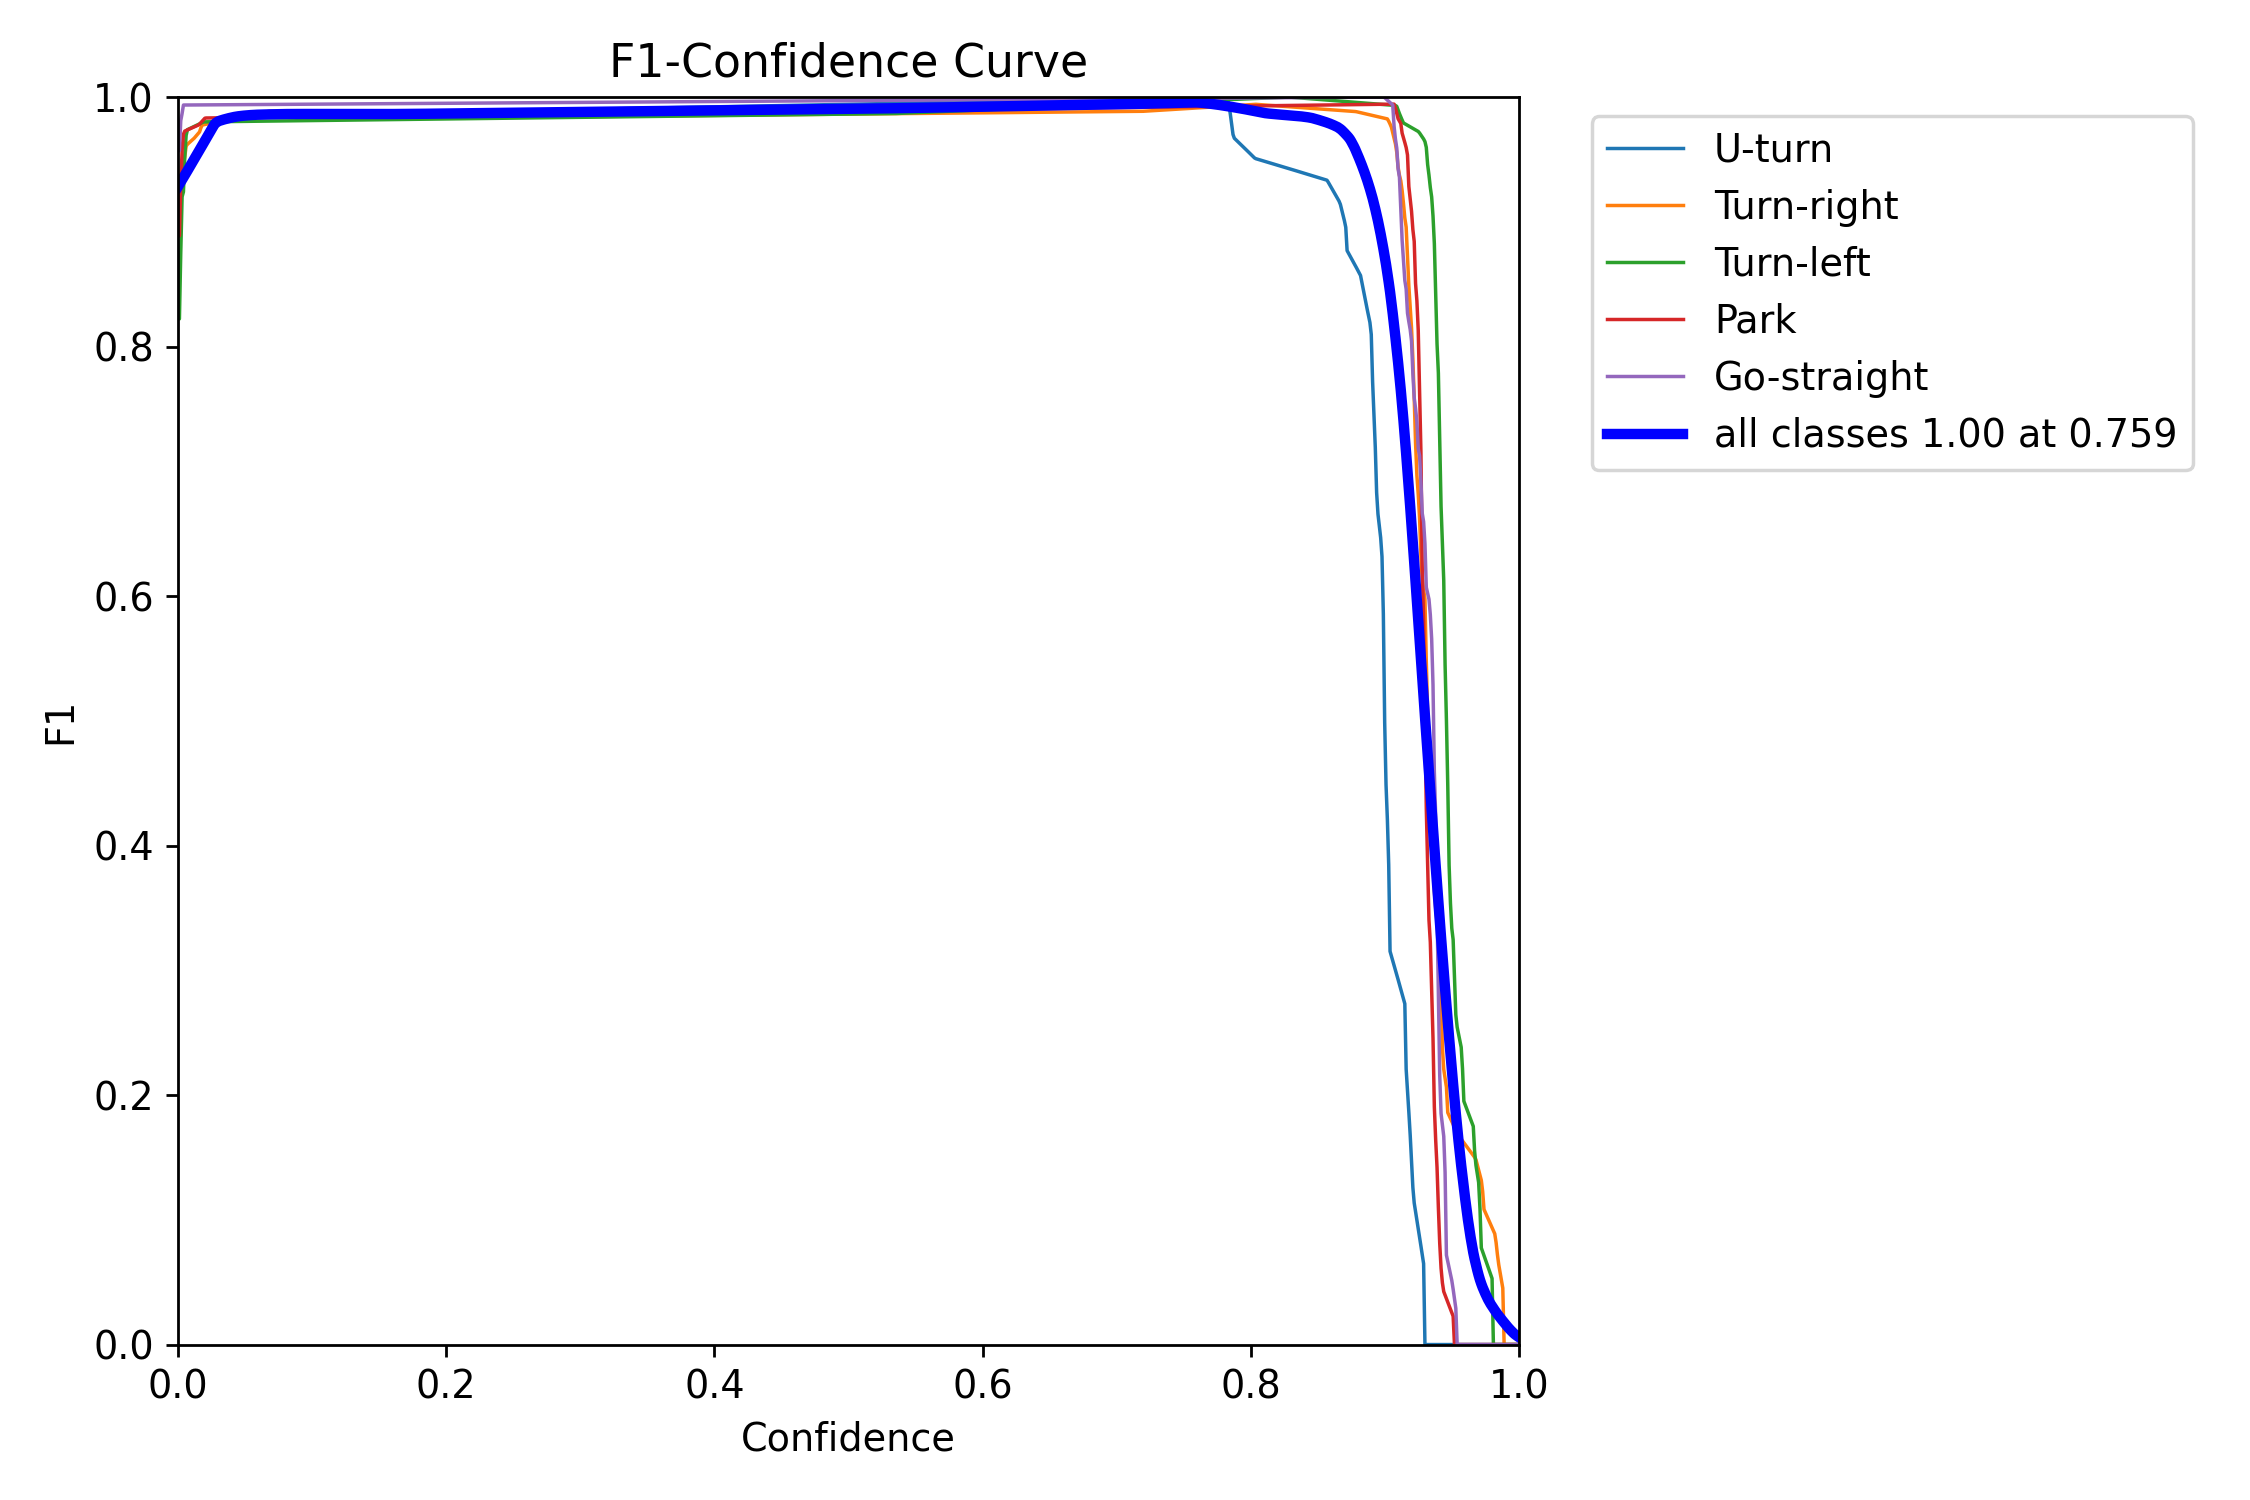 F1-Confidence Curve
1.0
0.8
0.6
0.4
0.2
0.0
F1
0.0 0.2 0.4 0.6 0.8 1.0
Confidence
U-turn
Turn-right
Turn-left
Park
Go-straight
all classes 1.00 at 0.759